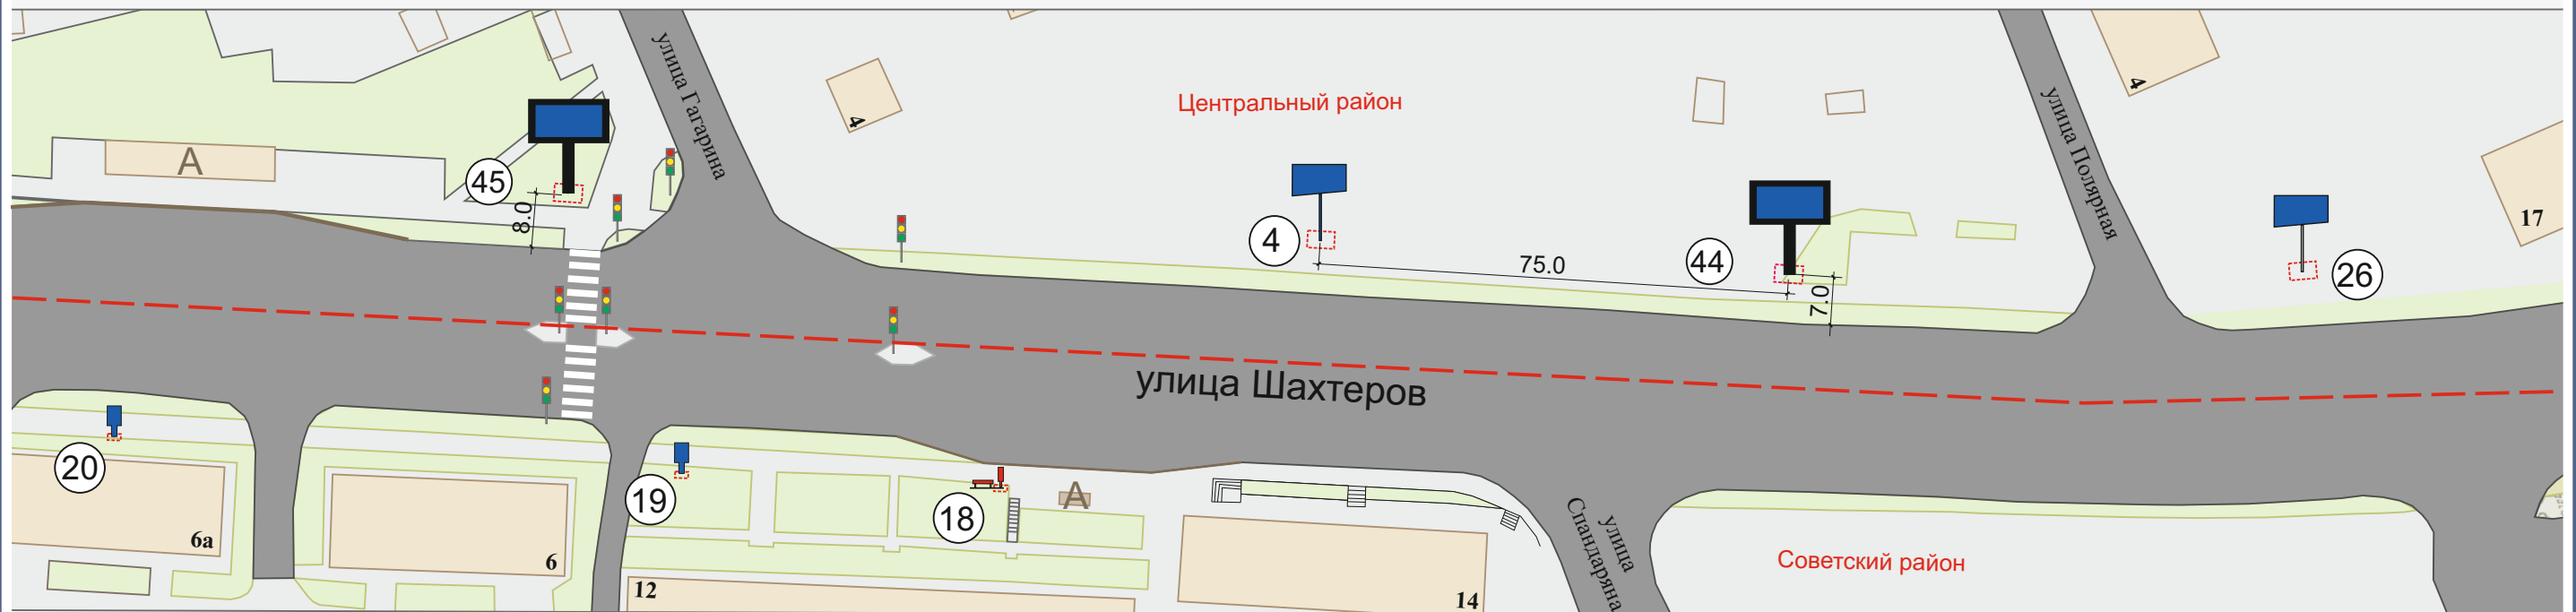 улица Гагарина
4
Центральный район
улица Полярная
4
17
A
45
8.0
4
75.0
44
7.0
26
улица Шахтеров
20
6а
6
19
18
A
12
14
улица
Спандаряна
Советский район